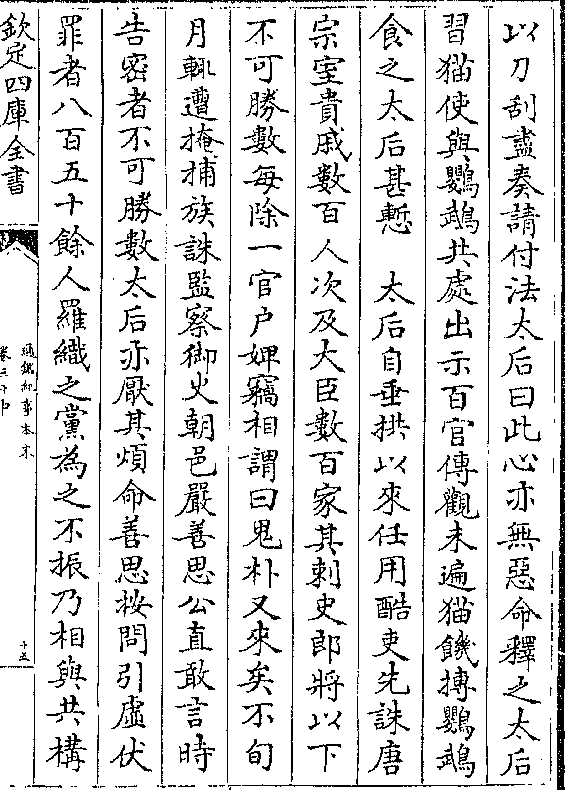 以刀刮盡奏請付法太后曰此心亦無惡命釋之太后
習猫使與鸚鵡共處出示百官傳觀未遍猫饑搏鸚鵡
食之太后甚慙　太后自垂拱以來任用酷吏先誅唐
宗室貴戚數百人次及大臣數百家其刺史郎將以下
不可勝數每除一官户婢竊相謂曰鬼朴又來矣不旬
月輒遭掩捕族誅監察御史朝邑嚴善思公直敢言時
告密者不可勝數太后亦厭其煩命善思按問引虛伏
罪者八百五十餘人羅織之黨為之不振乃相與共構
欽定四庫全書
通鑑紀事本末
十五